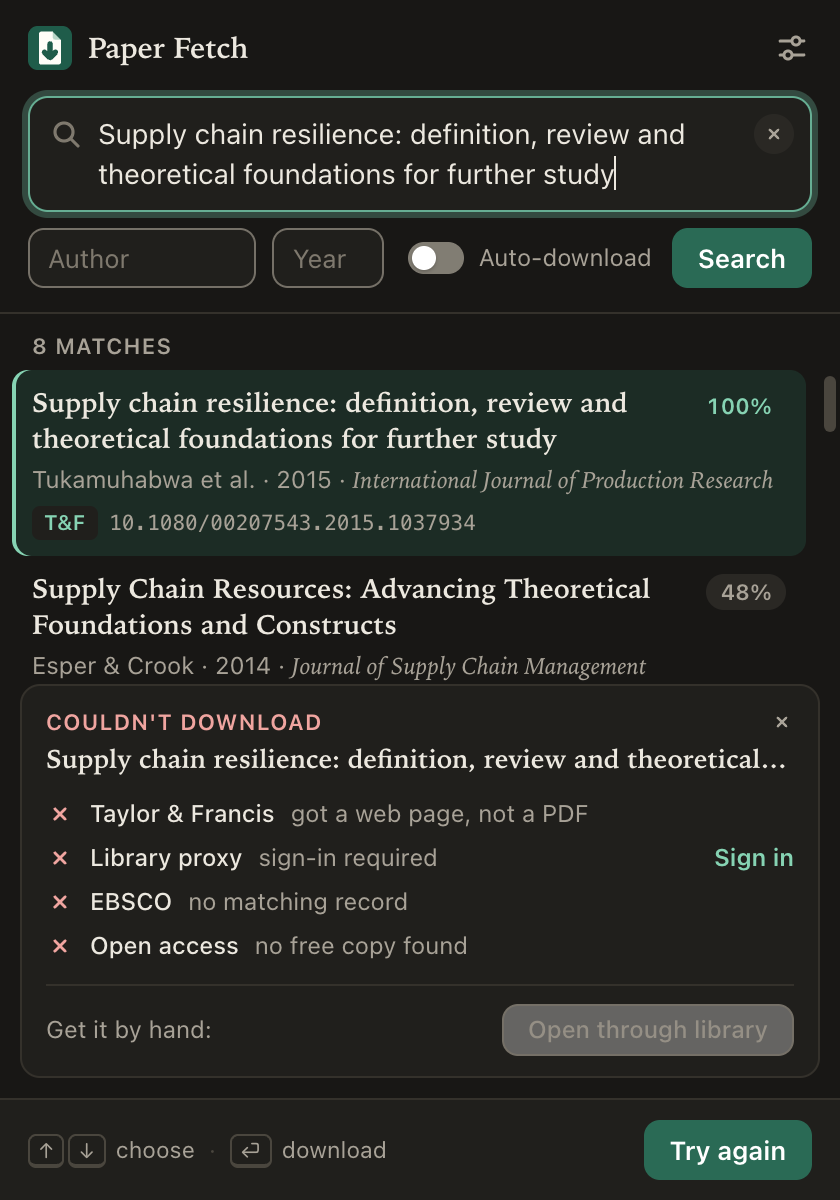 Paper Fetch
Supply chain resilience: definition, review and
theoretical foundations for further study
Author
Year
Auto-download
Search
8 MATCHES
Supply chain resilience: definition, review and
theoretical foundations for further study
100%
Tukamuhabwa et al. · 2015 · International Journal of Production Research
T&F 10.1080/00207543.2015.1037934
Supply Chain Resources: Advancing Theoretical
Foundations and Constructs
48%
Esper & Crook · 2014 · Journal of Supply Chain Management
COULDN'T DOWNLOAD
Supply chain resilience: definition, review and theoretical…
Taylor & Francis got a web page, not a PDF
Library proxy sign-in required Sign in
EBSCO no matching record
Open access no free copy found
Get it by hand: Open through library
↑ ↓ choose · ↵ download
Try again